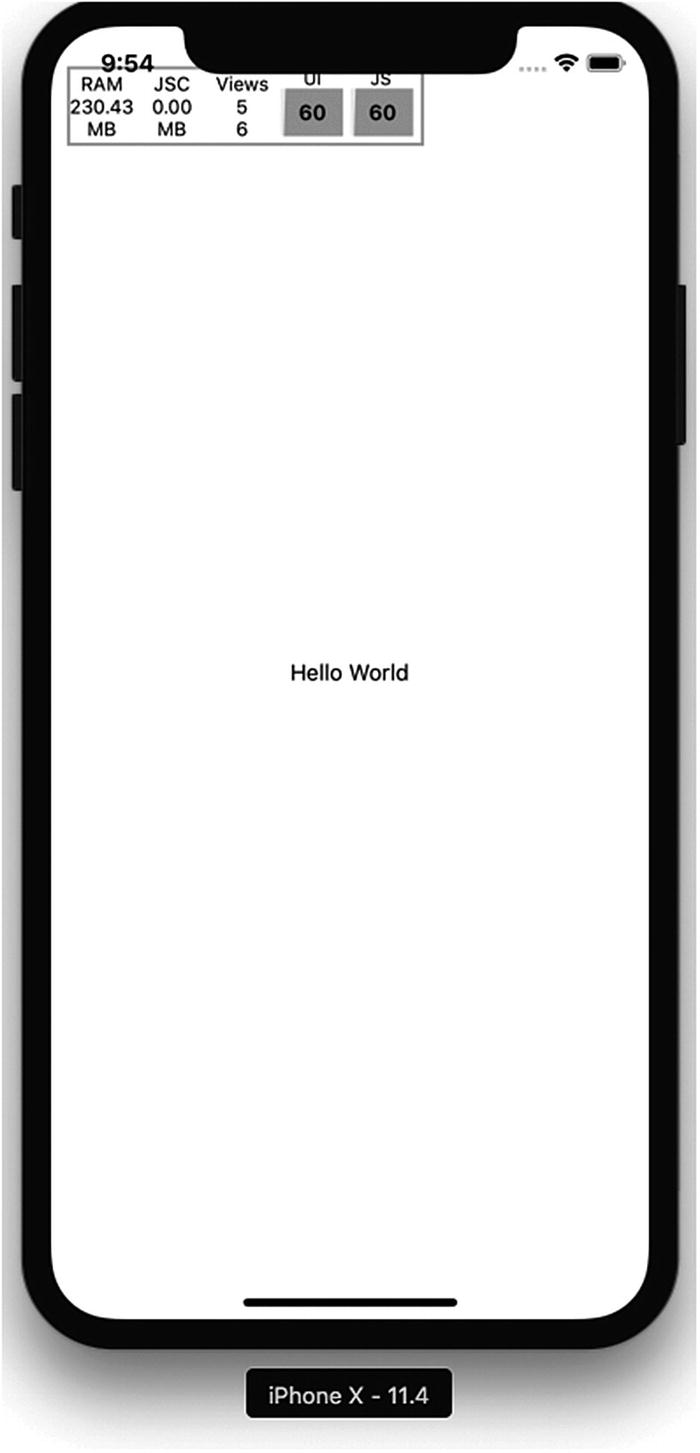 9:54
RAM JSC Views UI JS
230.43 0.00 5 60 60
MB MB 6
Hello World
iPhone X - 11.4